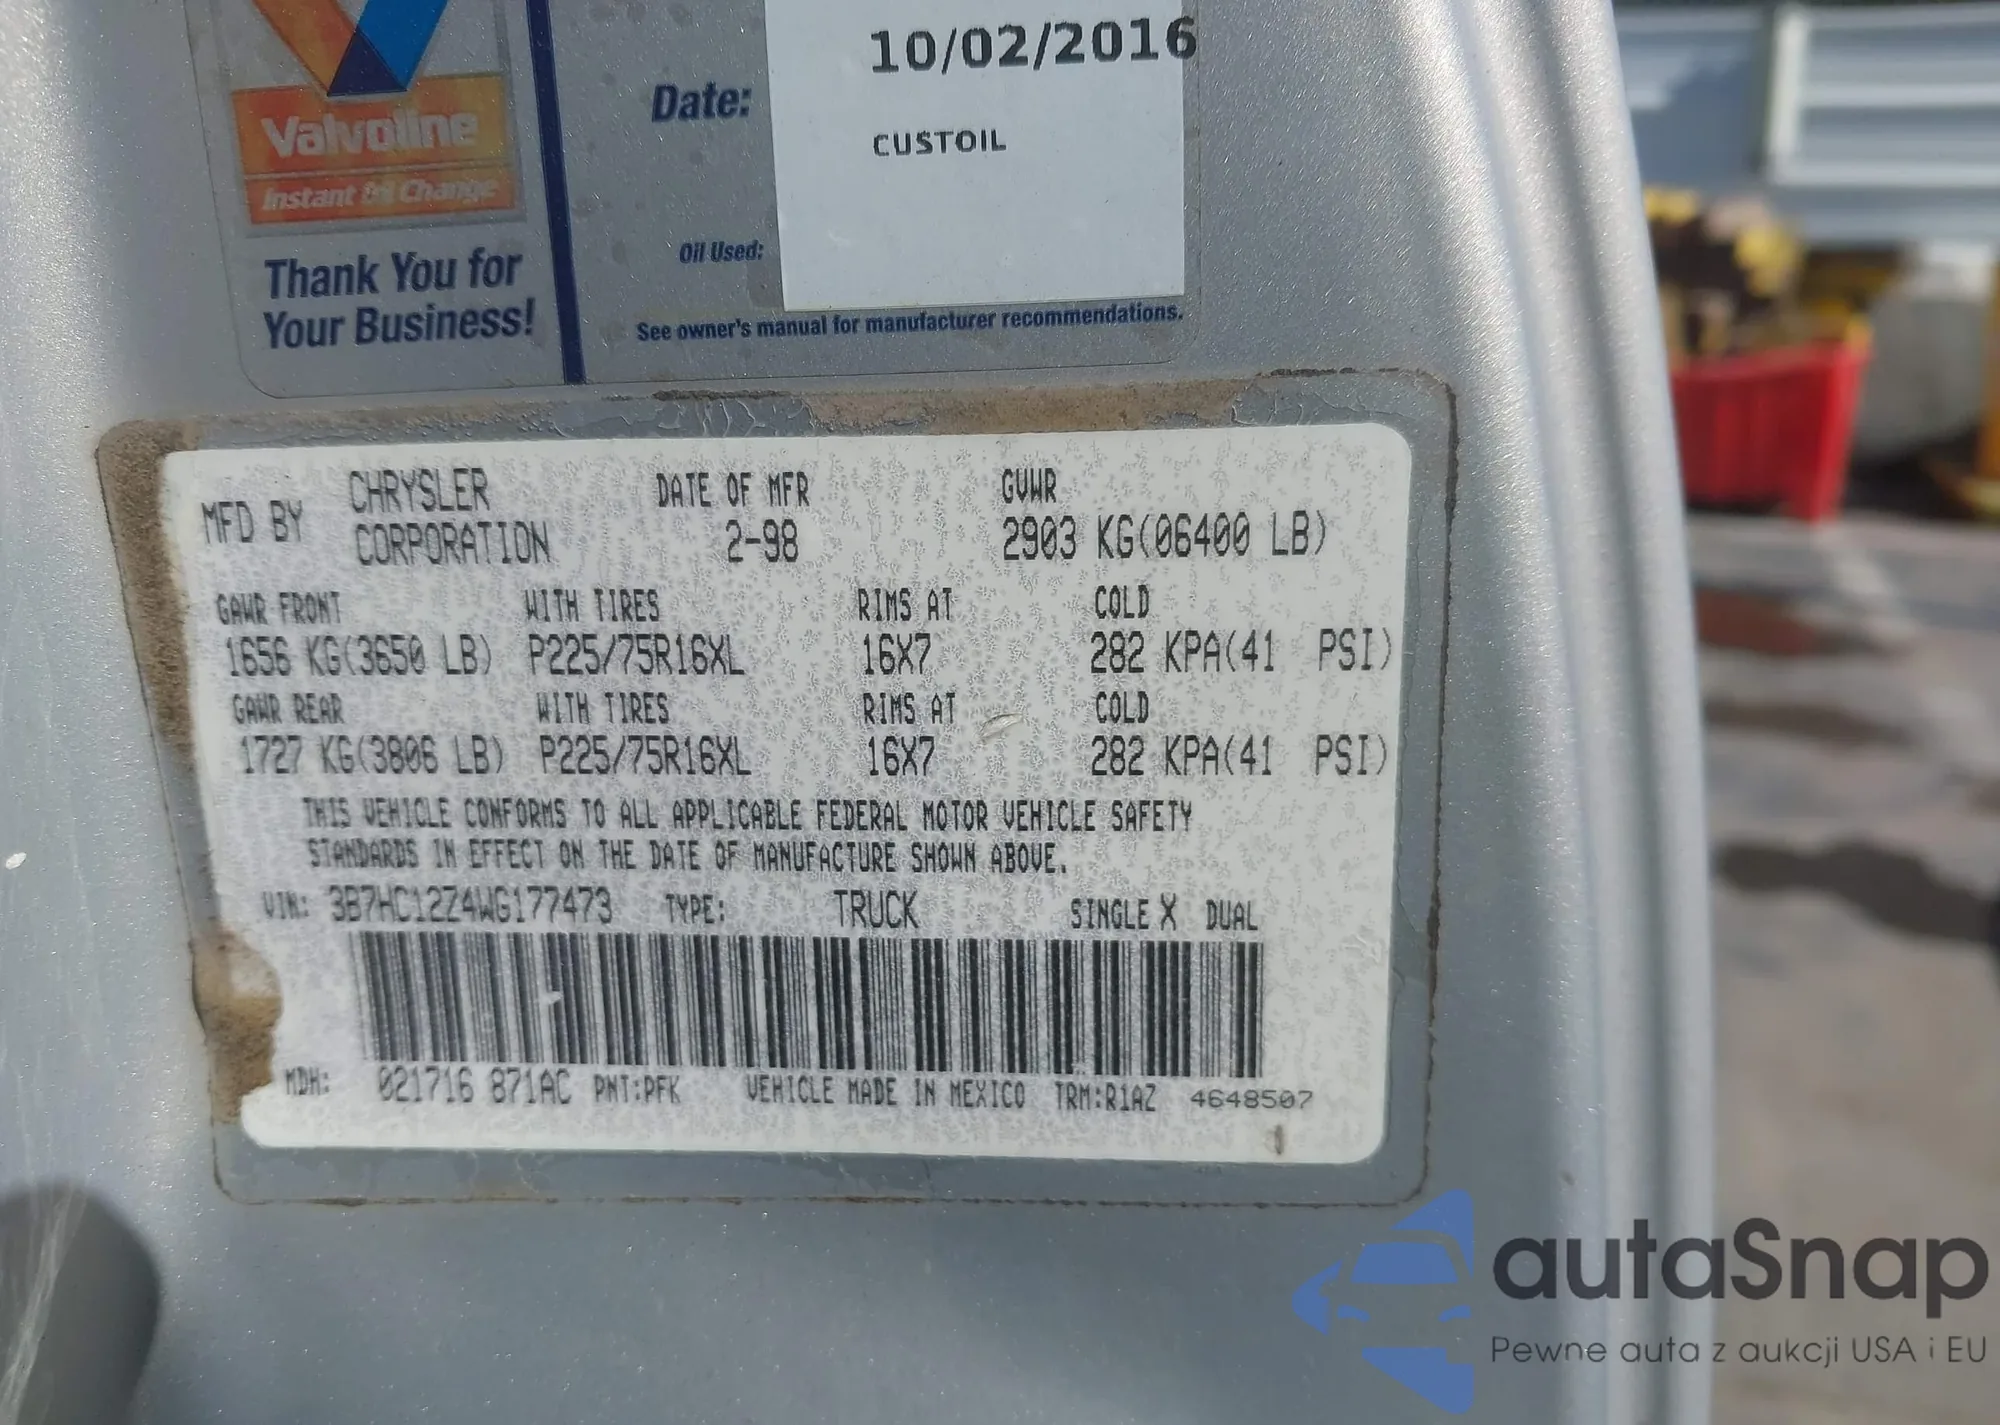 10/02/2016
Date:
CUSTOIL
Valvoline
Instant Oil Change
Oil Used:
Thank You for
Your Business!
See owner's manual for manufacturer recommendations.
MFD BY CHRYSLER CORPORATION DATE OF MFR GVWR
2-98 2903 KG(06400 LB)
GAWR FRONT WITH TIRES RIMS AT COLD
1656 KG(3650 LB) P225/75R16XL 16X7 282 KPA(41 PSI)
GAWR REAR WITH TIRES RIMS AT COLD
1727 KG(3806 LB) P225/75R16XL 16X7 282 KPA(41 PSI)
THIS VEHICLE CONFORMS TO ALL APPLICABLE FEDERAL MOTOR VEHICLE SAFETY
STANDARDS IN EFFECT ON THE DATE OF MANUFACTURE SHOWN ABOVE.
VIN: 3B7HC12Z4WG177473 TYPE: TRUCK SINGLE X DUAL
MDH: 021716 871AC PNT:PFK VEHICLE MADE IN MEXICO TRM:R1AZ 4648507
autaSnap
Pewne auta z aukcji USA i EU